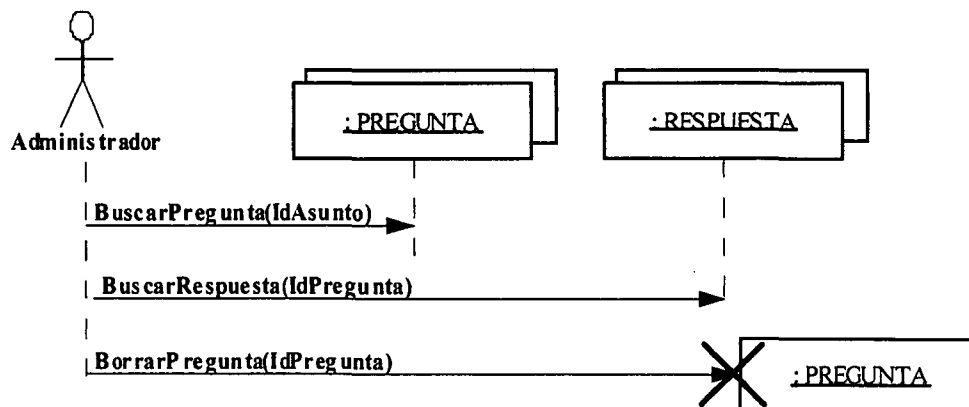 : PREGUNTA
: RESPUESTA
Administrador
BuscarPregunta(IdAsunto)
BuscarRespuesta(IdPregunta)
BorrarPregunta(IdPregunta)
: PREGUNTA